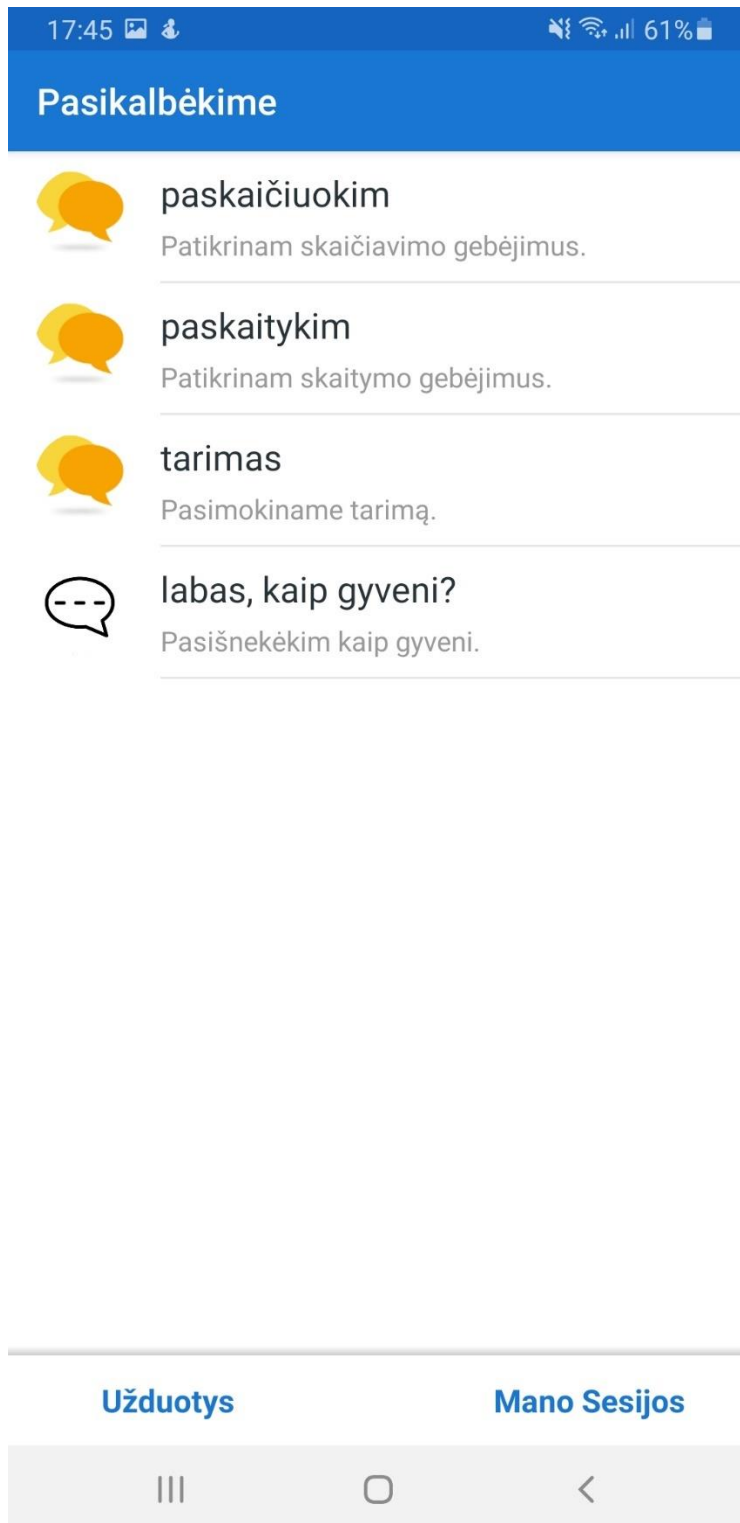 17:45 61%
Pasikalbėkime
paskaičiuokim
Patikrinam skaičiavimo gebėjimus.
paskaitykim
Patikrinam skaitymo gebėjimus.
tarimas
Pasimokiname tarimą.
labas, kaip gyveni?
Pasišnekėkim kaip gyveni.
Užduotys Mano Sesijos